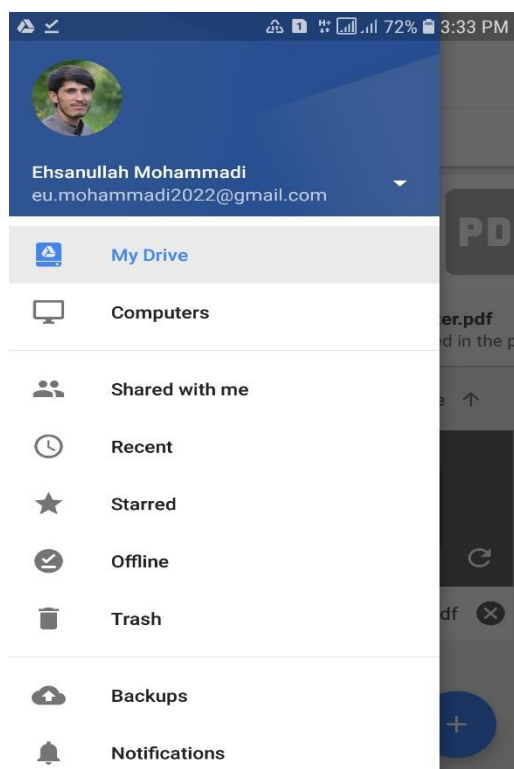 72% 3:33 PM
Ehsanullah Mohammadi
eu.mohammadi2022@gmail.com
My Drive
PD
Computers
er.pdf
ed in the p
Shared with me
e
Recent
Starred
Offline
df
Trash
Backups
Notifications